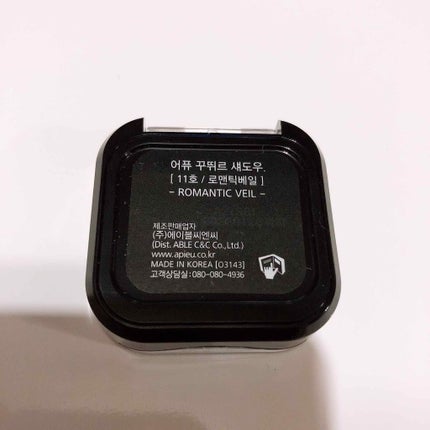 어퓨 꾸뛰르 섀도우.
[ 11호 / 로맨틱베일 ]
– ROMANTIC VEIL –
제조판매업자
(주)에이블씨엔씨
(Dist. ABLE C&C Co.,Ltd.)
www.apieu.co.kr
MADE IN KOREA [03143]
고객상담실 : 080-080-4936